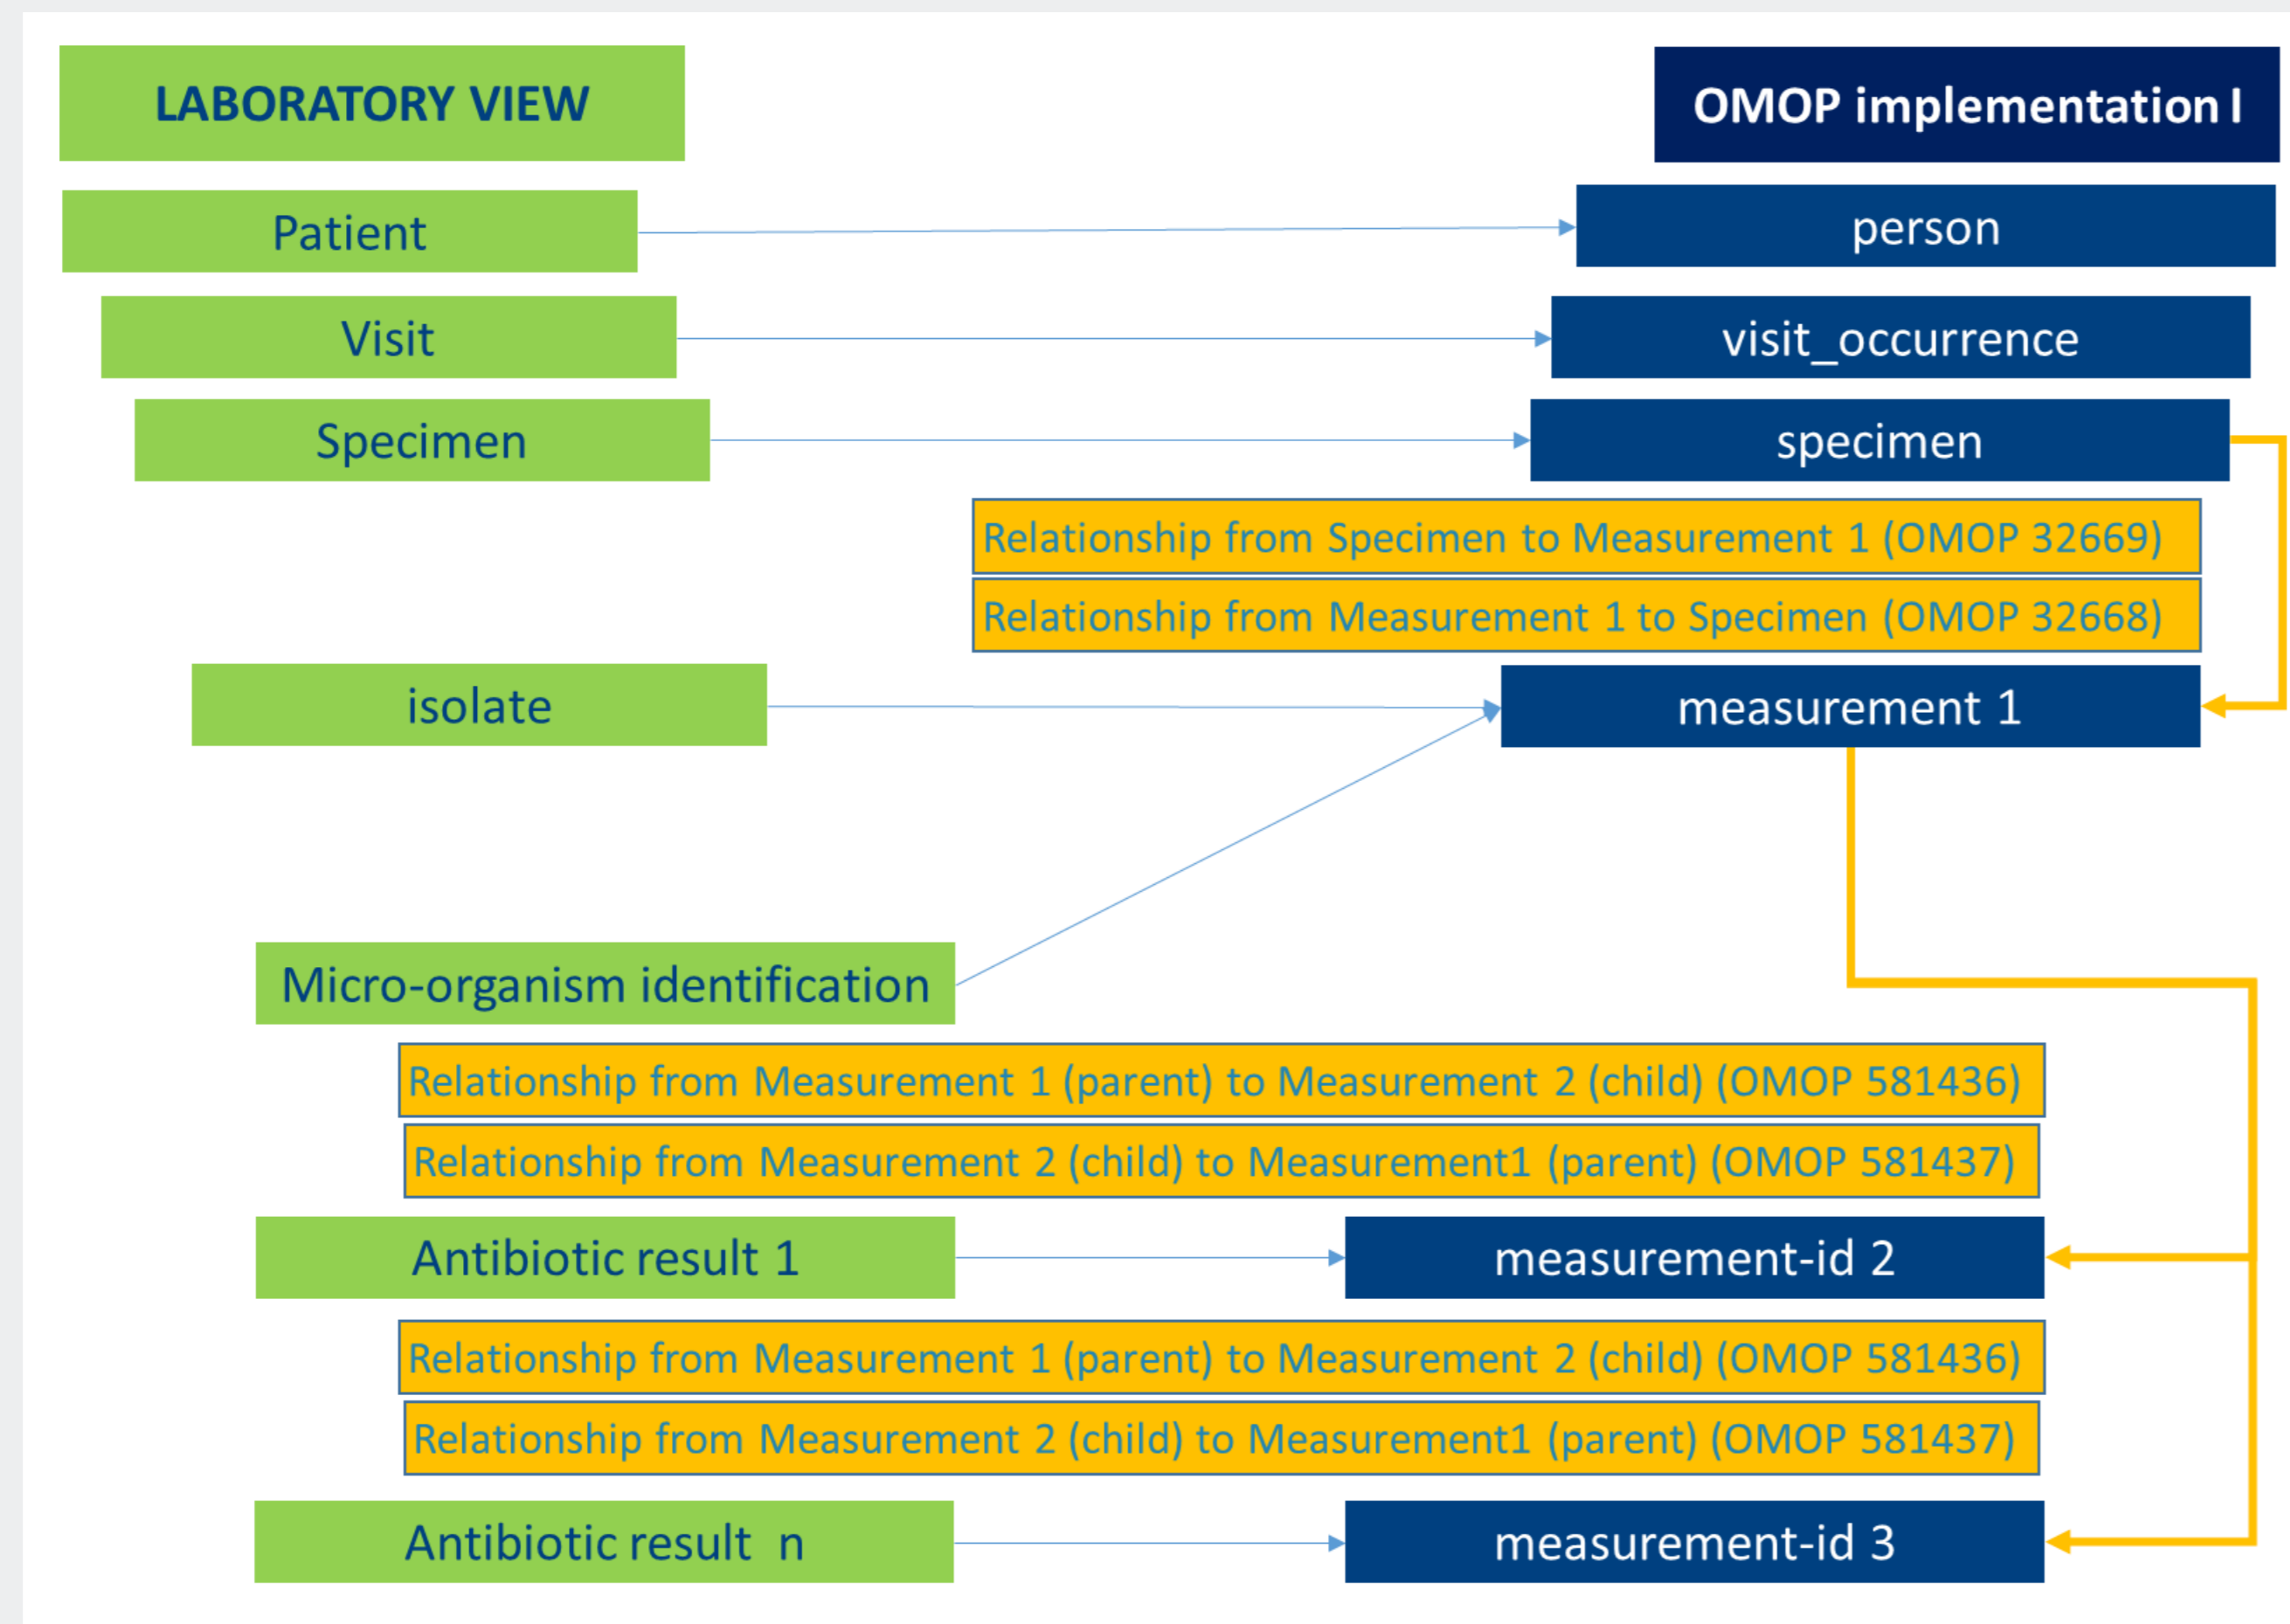 LABORATORY VIEW
OMOP implementation I
Patient
person
Visit
visit_occurrence
Specimen
specimen
Relationship from Specimen to Measurement 1 (OMOP 32669)
Relationship from Measurement 1 to Specimen (OMOP 32668)
isolate
measurement 1
Micro-organism identification
Relationship from Measurement 1 (parent) to Measurement 2 (child) (OMOP 581436)
Relationship from Measurement 2 (child) to Measurement1 (parent) (OMOP 581437)
Antibiotic result 1
measurement-id 2
Relationship from Measurement 1 (parent) to Measurement 2 (child) (OMOP 581436)
Relationship from Measurement 2 (child) to Measurement1 (parent) (OMOP 581437)
Antibiotic result n
measurement-id 3